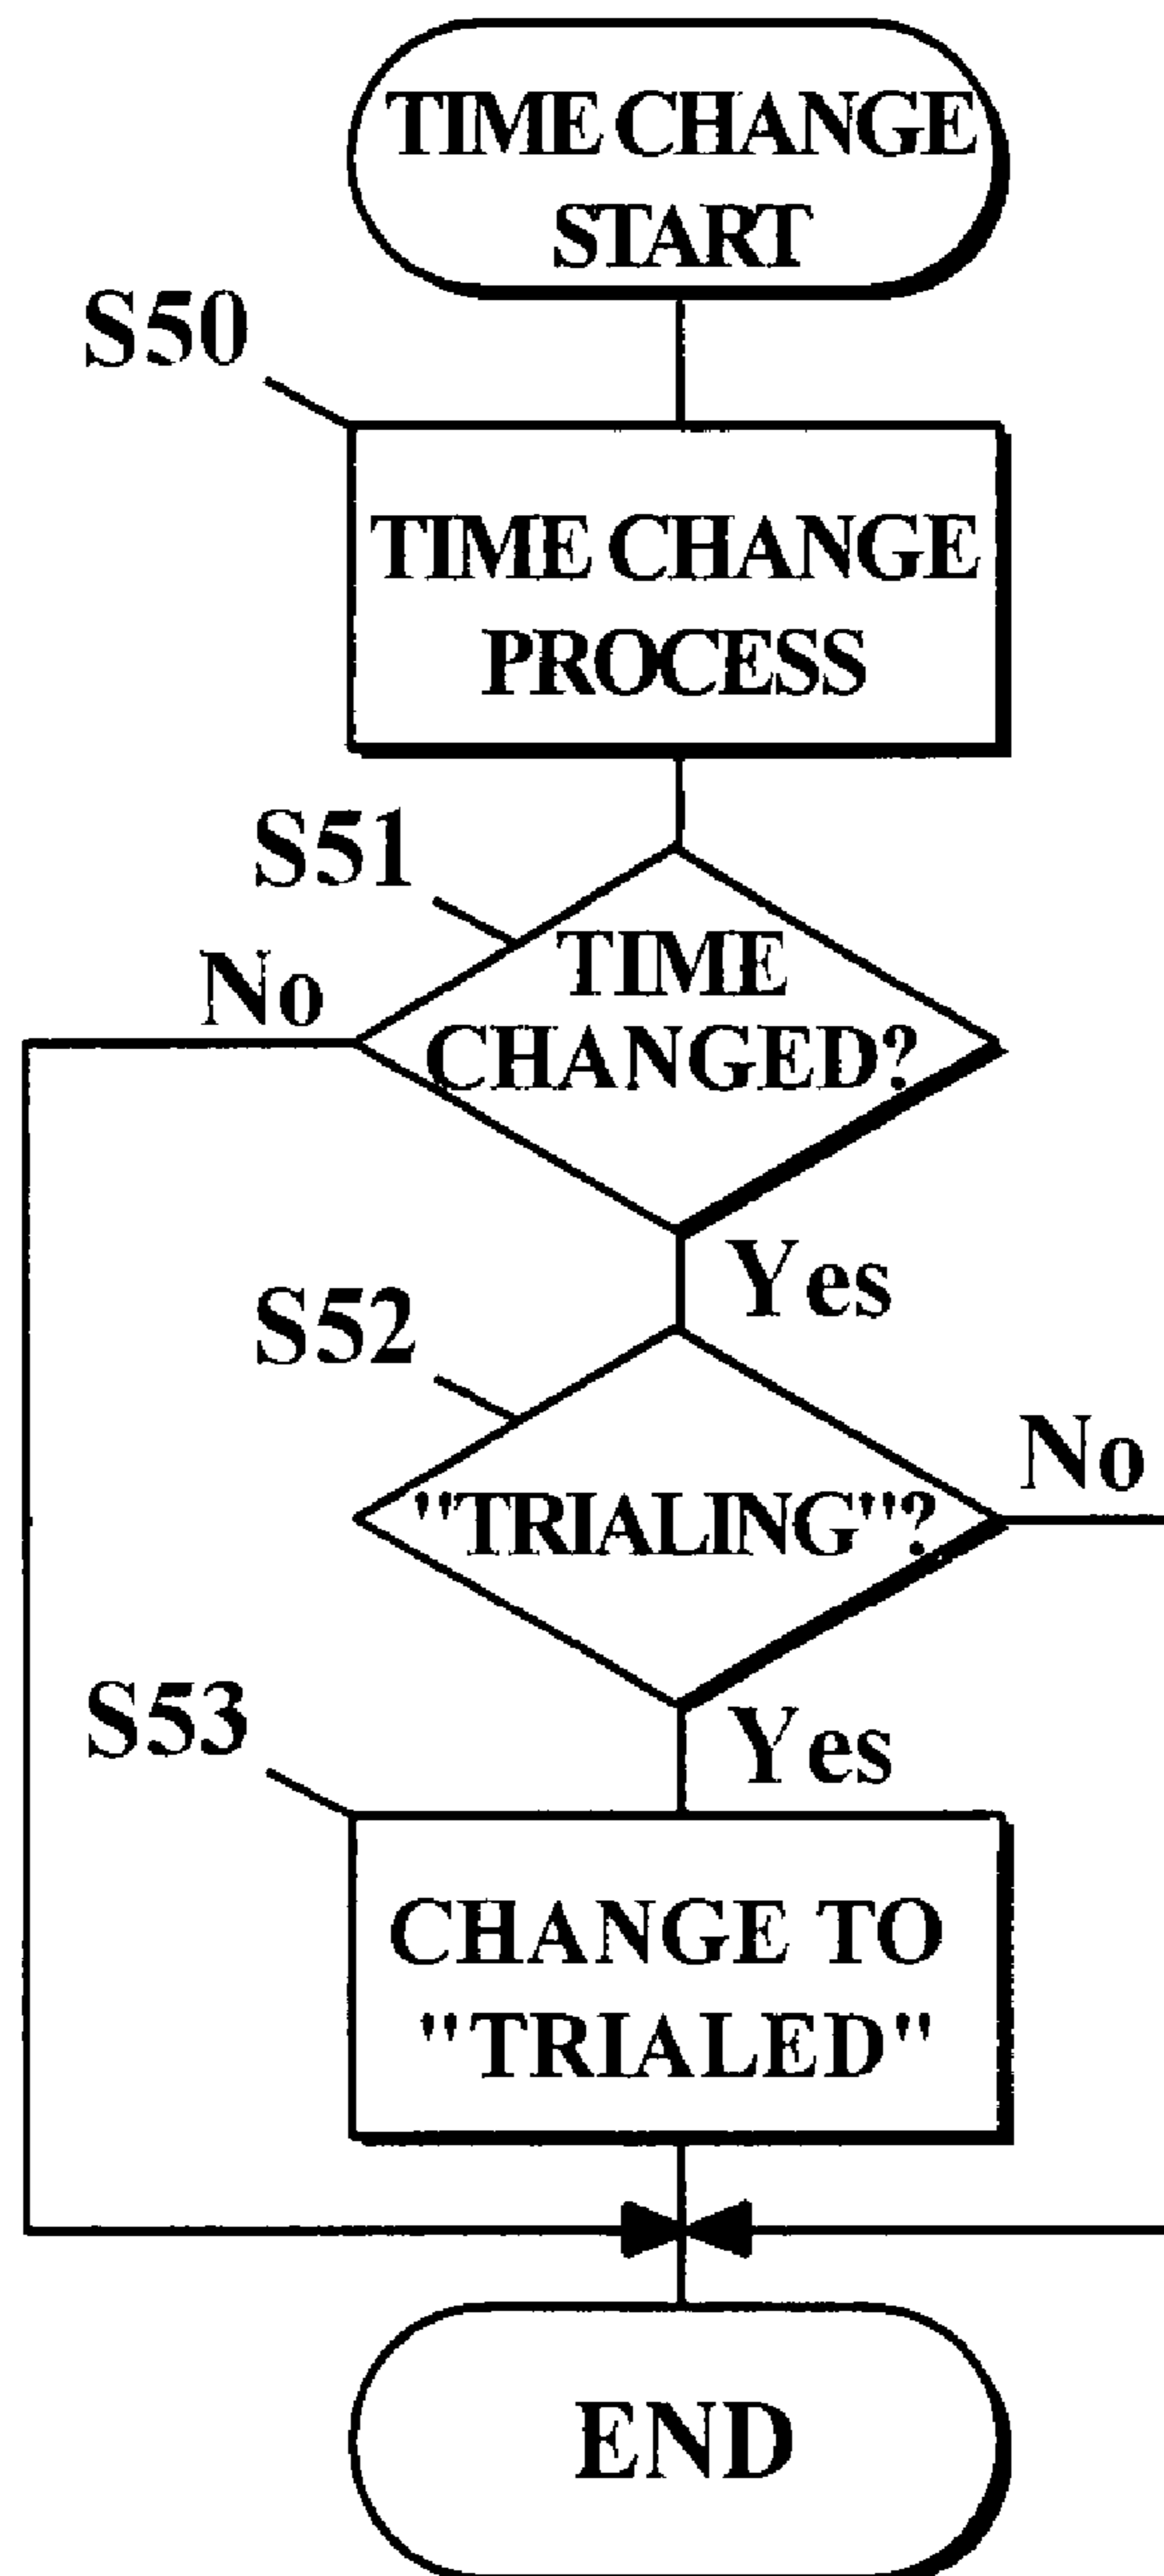 TIME CHANGE
START
S50
TIME CHANGE
PROCESS
S51
TIME
CHANGED?
No
Yes
S52
"TRIALING"?
No
Yes
S53
CHANGE TO
"TRIALED"
END